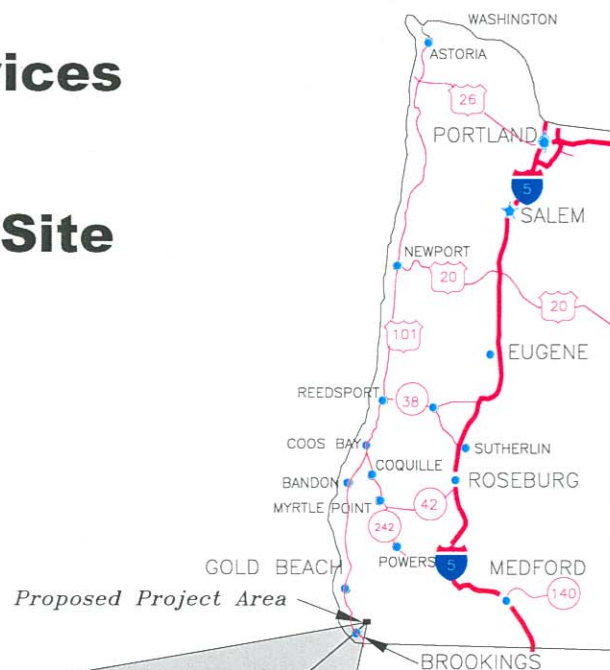 vices
Site
WASHINGTON
ASTORIA
26
PORTLAND
5
SALEM
NEWPORT
20
20
101
EUGENE
REEDSPORT
38
COOS BAY
SUTHERLIN
COQUILLE
BANDON
ROSEBURG
MYRTLE POINT
42
242
POWERS
5
MEDFORD
GOLD BEACH
140
Proposed Project Area
BROOKINGS